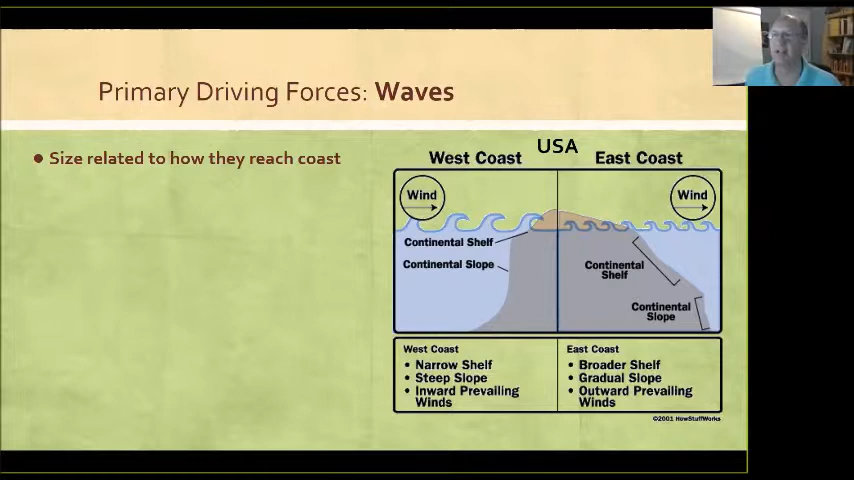 Primary Driving Forces: Waves
● Size related to how they reach coast
USA
West Coast East Coast
Wind Wind
Continental Shelf
Continental Slope
Continental
Shelf
Continental
Slope
West Coast
• Narrow Shelf
• Steep Slope
• Inward Prevailing
Winds
East Coast
• Broader Shelf
• Gradual Slope
• Outward Prevailing
Winds
©2001 HowStuffWorks